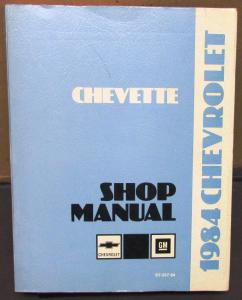 CHEVETTE
SHOP
MANUAL
CHEVROLET
GM
1984 CHEVROLET